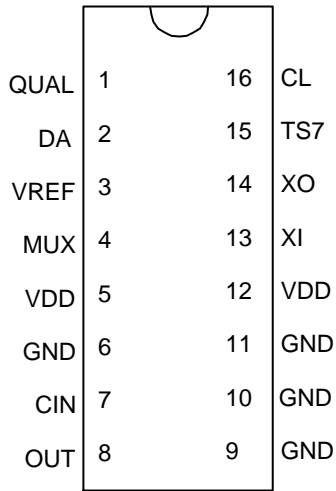 QUAL 1 16 CL
DA 2 15 TS7
VREF 3 14 XO
MUX 4 13 XI
VDD 5 12 VDD
GND 6 11 GND
CIN 7 10 GND
OUT 8 9 GND